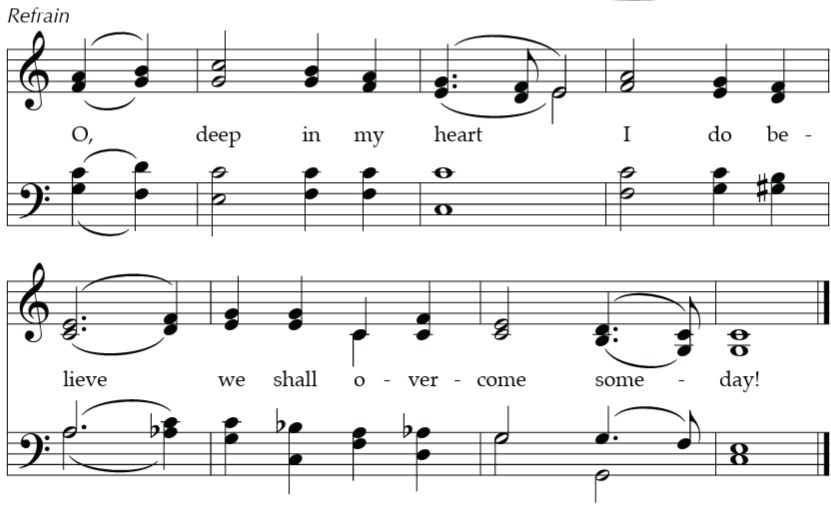 Refrain
O, deep in my heart I do be -
lieve we shall o - ver - come some - day!